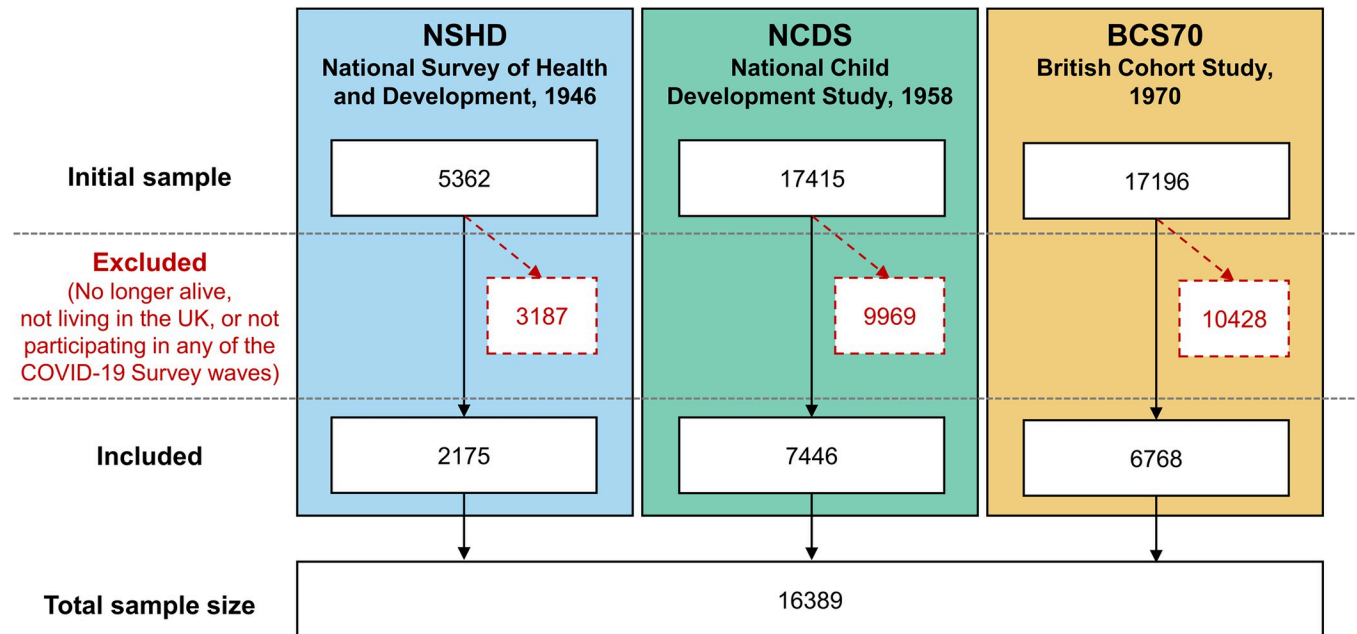 NSHD
National Survey of Health
and Development, 1946
NCDS
National Child
Development Study, 1958
BCS70
British Cohort Study,
1970
Initial sample
5362
17415
17196
Excluded
(No longer alive,
not living in the UK, or not
participating in any of the
COVID-19 Survey waves)
3187
9969
10428
Included
2175
7446
6768
Total sample size
16389